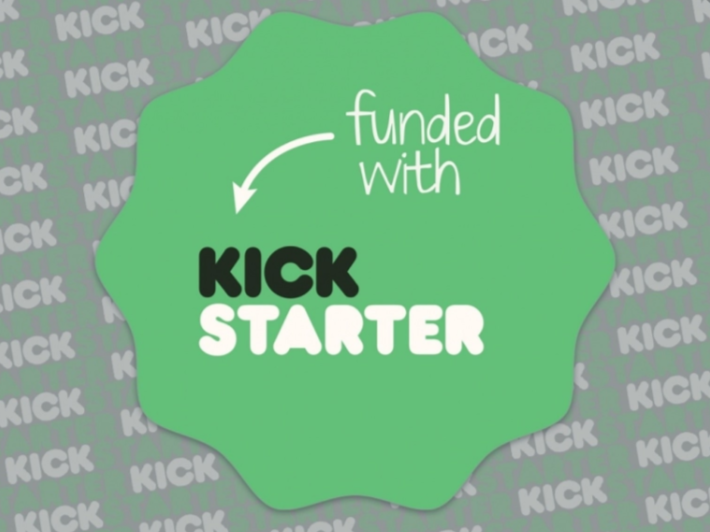 funded
with
KICK
STARTER